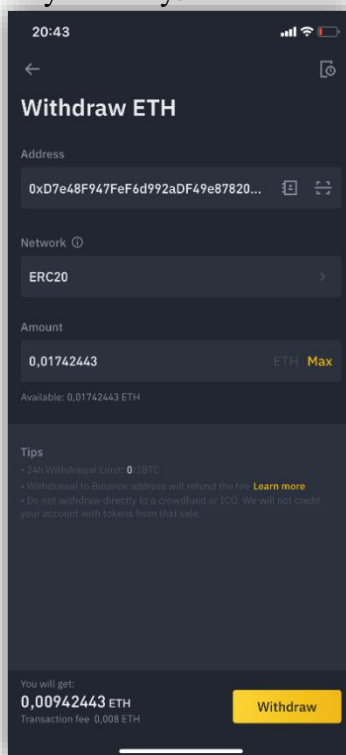 20:43
Withdraw ETH
Address
0xD7e48F947FeF6d992aDF49e87820...
Network
ERC20
Amount
0,01742443 ETH Max
Available: 0,01742443 ETH
Tips
• 24h Withdrawal Limit: 0/2BTC
• Withdrawal to Binance address will refund the fee Learn more
• Do not withdraw directly to a crowdfund or ICO. We will not credit
your account with tokens from that sale.
You will get:
0,00942443 ETH
Transaction fee 0,008 ETH
Withdraw